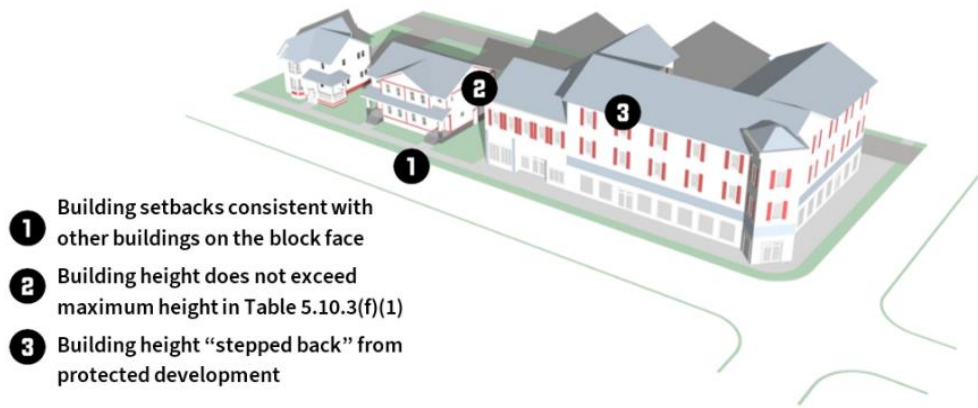 2
3
1
1 Building setbacks consistent with
other buildings on the block face
2 Building height does not exceed
maximum height in Table 5.10.3(f)(1)
3 Building height “stepped back” from
protected development